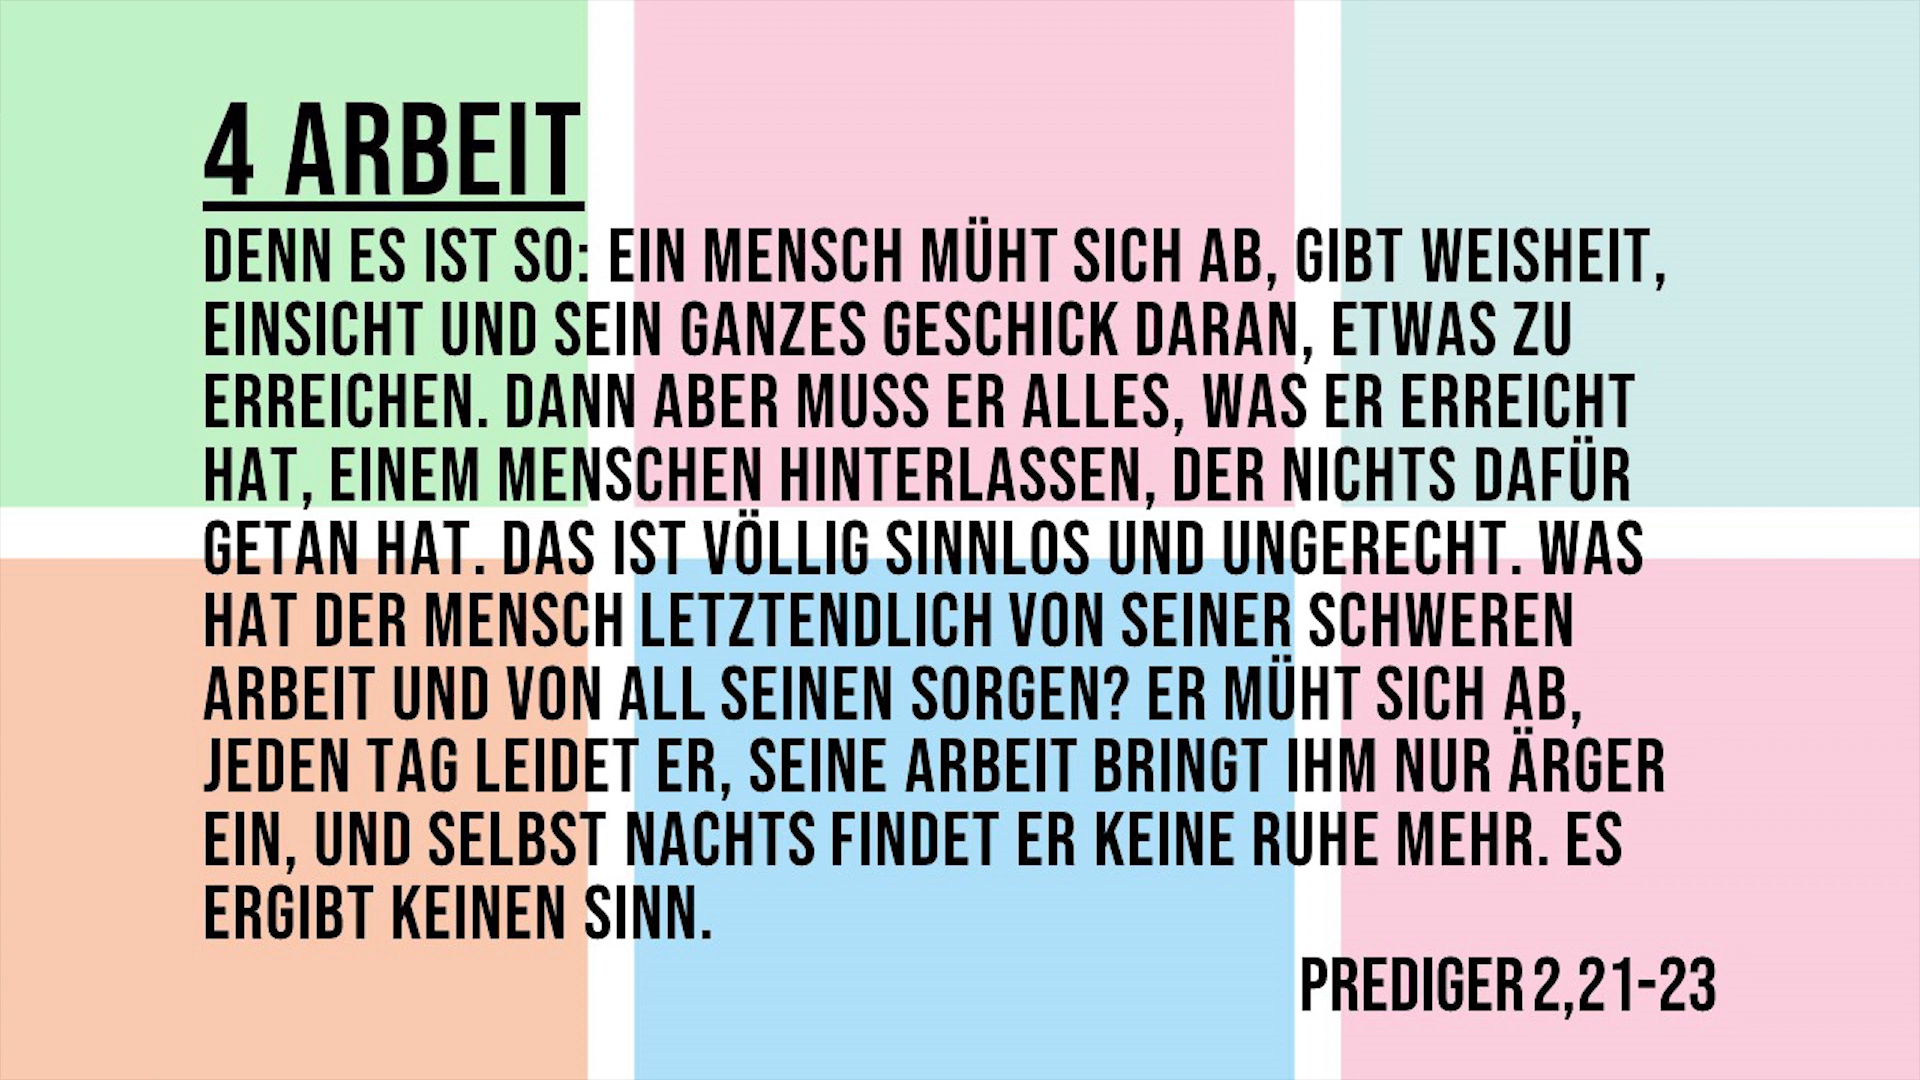 4 ARBEIT
DENN ES IST SO: EIN MENSCH MÜHT SICH AB, GIBT WEISHEIT,
EINSICHT UND SEIN GANZES GESCHICK DARAN, ETWAS ZU
ERREICHEN. DANN ABER MUSS ER ALLES, WAS ER ERREICHT
HAT, EINEM MENSCHEN HINTERLASSEN, DER NICHTS DAFÜR
GETAN HAT. DAS IST VÖLLIG SINNLOS UND UNGERECHT. WAS
HAT DER MENSCH LETZTENDLICH VON SEINER SCHWEREN
ARBEIT UND VON ALL SEINEN SORGEN? ER MÜHT SICH AB,
JEDEN TAG LEIDET ER, SEINE ARBEIT BRINGT IHM NUR ÄRGER
EIN, UND SELBST NACHTS FINDET ER KEINE RUHE MEHR. ES
ERGIBT KEINEN SINN.
PREDIGER 2,21-23